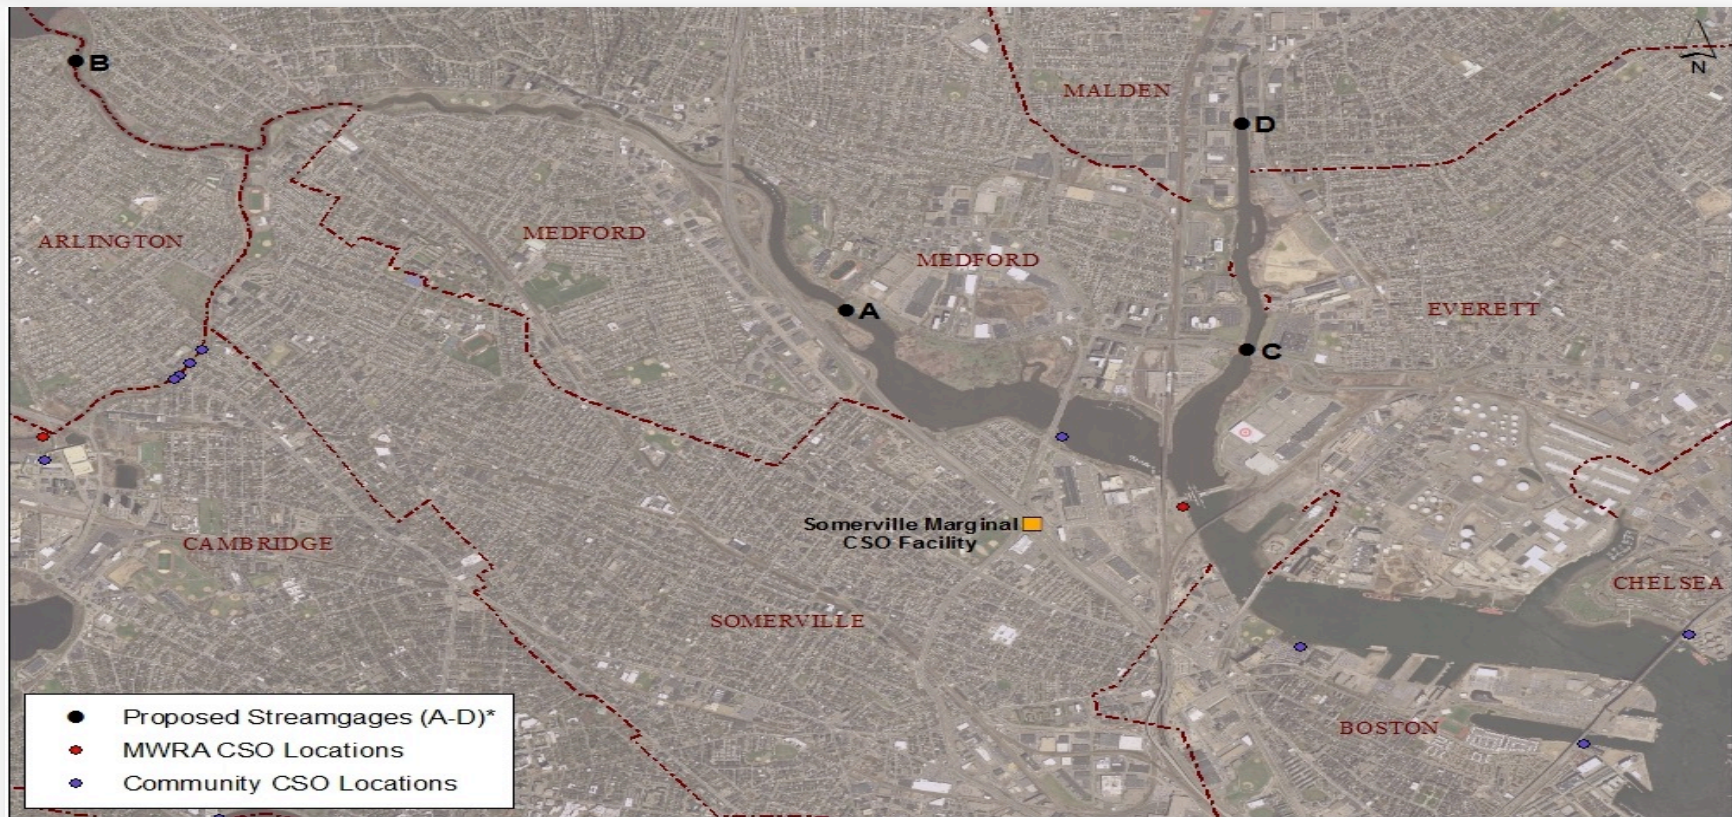 B
MALDEN
N
D
ARLINGTON
MEDFORD
MEDFORD
A
EVERETT
C
Somerville Marginal
CSO Facility
CAMBRIDGE
CHELSEA
SOMERVILLE
BOSTON
Proposed Streamgages (A-D)*
MWRA CSO Locations
Community CSO Locations